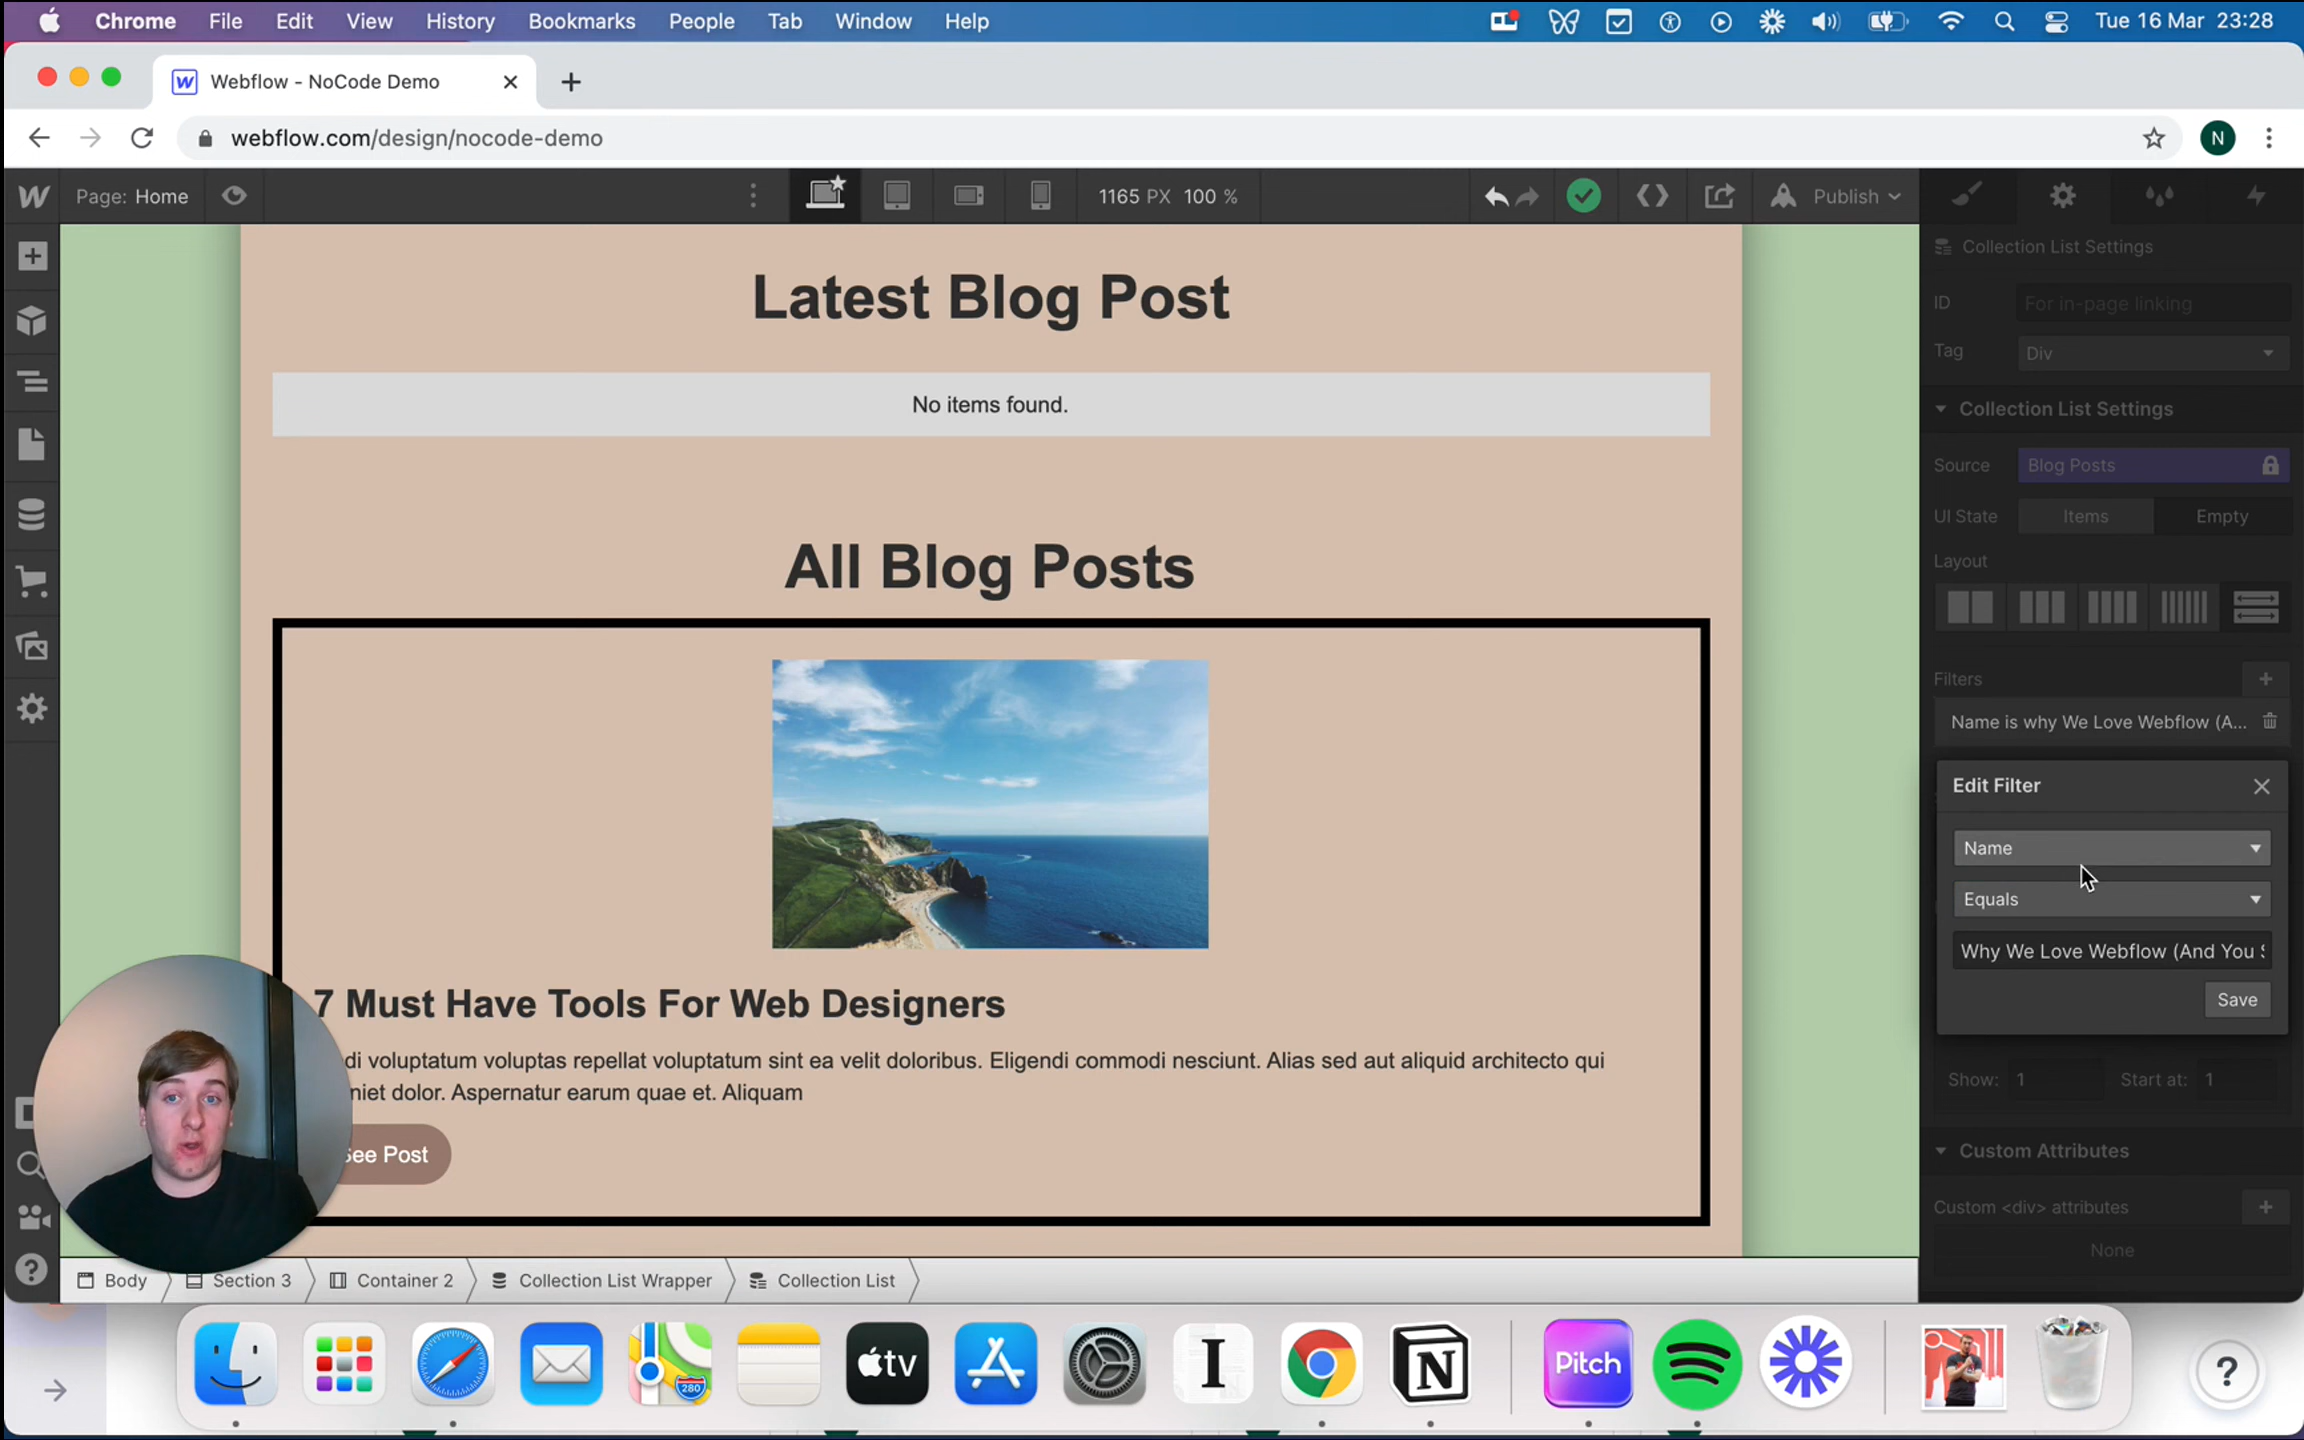 Chrome File Edit View History Bookmarks People Tab Window Help Tue 16 Mar 23:28
Webflow - NoCode Demo
webflow.com/design/nocode-demo
N
Page: Home 1165 PX 100 % Publish
Latest Blog Post
No items found.
All Blog Posts
7 Must Have Tools For Web Designers
di voluptatum voluptas repellat voluptatum sint ea velit doloribus. Eligendi commodi nesciunt. Alias sed aut aliquid architecto qui
niet dolor. Aspernatur earum quae et. Aliquam
See Post
Collection List Settings
ID For in-page linking
Tag Div
Collection List Settings
Source Blog Posts
UI State Items Empty
Layout
Filters
Name is why We Love Webflow (A...
Edit Filter
Name
Equals
Why We Love Webflow (And You S
Save
Show: 1 Start at: 1
Custom Attributes
Custom <div> attributes
None
Body Section 3 Container 2 Collection List Wrapper Collection List
280
tv
Pitch